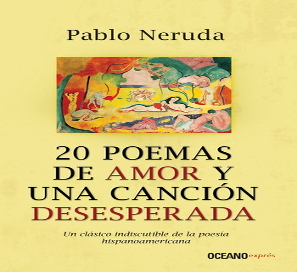 Pablo Neruda
20 POEMAS
DE AMOR Y
UNA CANCIÓN
DESESPERADA
Un clásico indiscutible de la poesía
hispanoamericana
OCEANO exprés